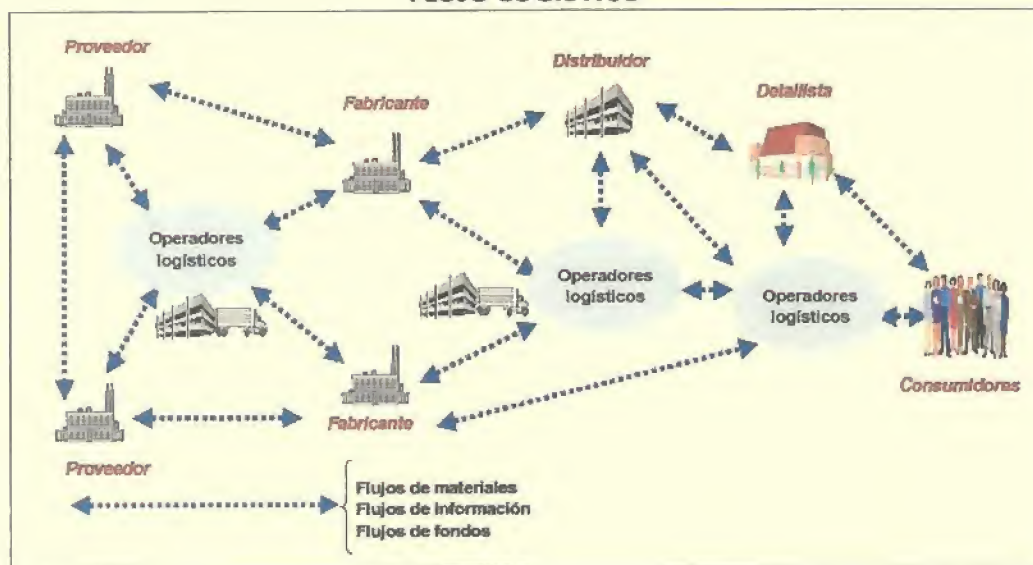 Proveedor
Fabricante
Distribuidor
Detallista
Operadores
logísticos
Operadores
logísticos
Operadores
logísticos
Consumidores
Fabricante
Proveedor
Flujos de materiales
Flujos de información
Flujos de fondos